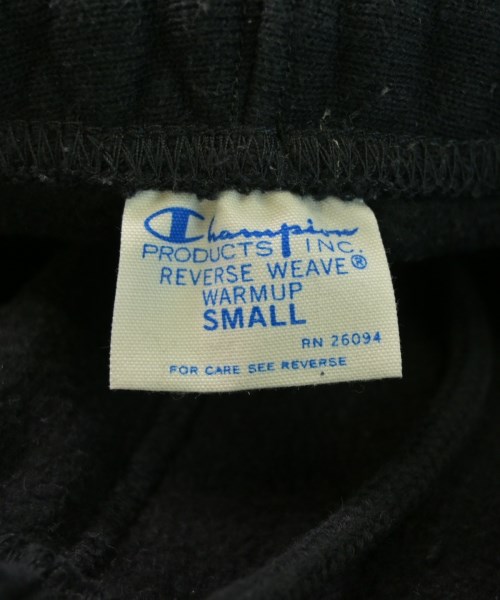 Champion
PRODUCTS INC.
REVERSE WEAVE®
WARMUP
SMALL
RN 26094
FOR CARE SEE REVERSE